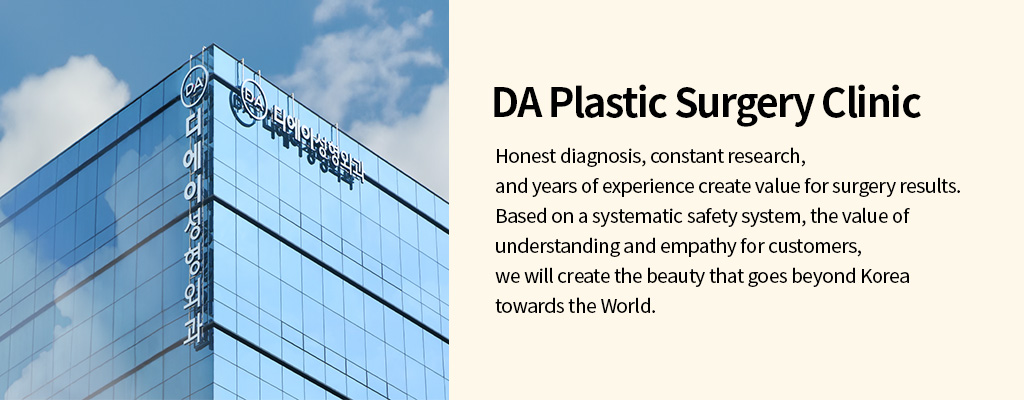 DA
디에이성형외과
DA 디에이성형외과
DA Plastic Surgery Clinic
Honest diagnosis, constant research,
and years of experience create value for surgery results.
Based on a systematic safety system, the value of
understanding and empathy for customers,
we will create the beauty that goes beyond Korea
towards the World.